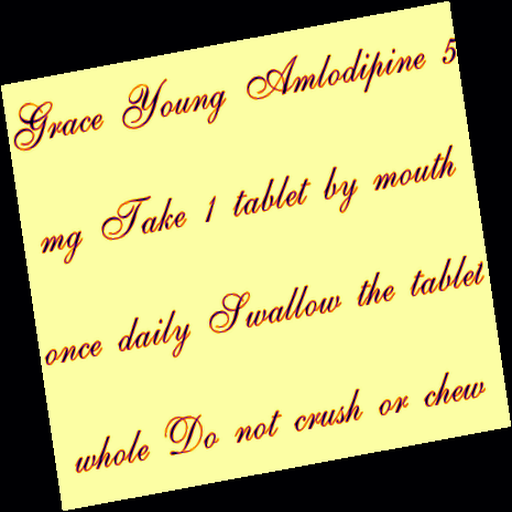 Grace Young Amlodipine 5
mg Take 1 tablet by mouth
once daily Swallow the tablet
whole Do not crush or chew